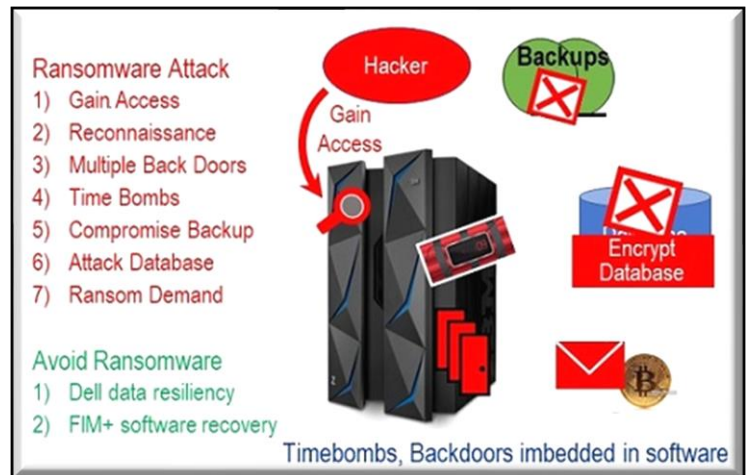 Ransomware Attack
1) Gain Access
2) Reconnaissance
3) Multiple Back Doors
4) Time Bombs
5) Compromise Backup
6) Attack Database
7) Ransom Demand
Avoid Ransomware
1) Dell data resiliency
2) FIM+ software recovery
Hacker
Gain
Access
Backups
Encrypt
Database
Timebombs, Backdoors imbedded in software